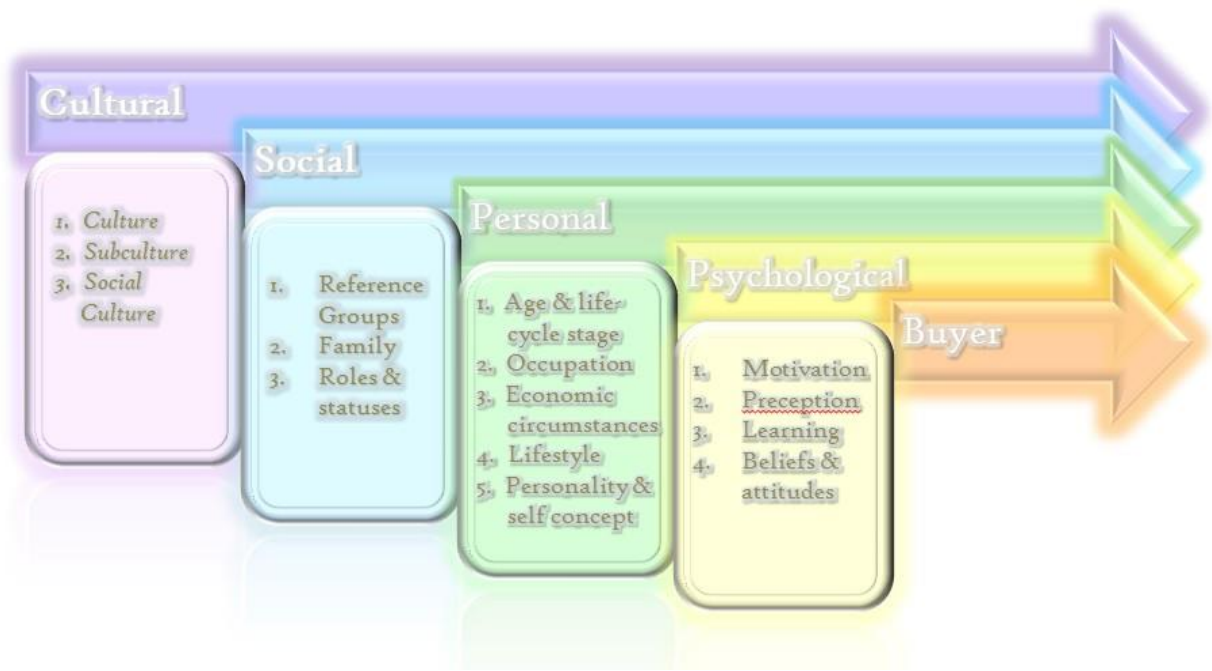 Cultural
1. Culture
2. Subculture
3. Social
Culture
Social
1. Reference
Groups
2. Family
3. Roles &
statuses
Personal
1. Age & life-
cycle stage
2. Occupation
3. Economic
circumstances
4. Lifestyle
5. Personality &
self concept
Psychological
1. Motivation
2. Preception
3. Learning
4. Beliefs &
attitudes
Buyer